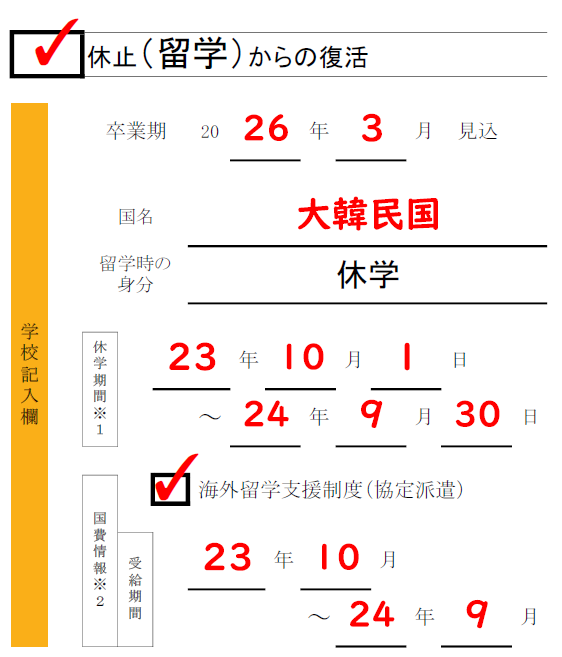 休止（留学）からの復活
卒業期 20 26 年 3 月 見込
国名 大韓民国
留学時の身分 休学
学校記入欄
休学期間※1
23 年 10 月 1 日
～ 24 年 9 月 30 日
国費情報※2
海外留学支援制度（協定派遣）
受給期間
23 年 10 月
～ 24 年 9 月